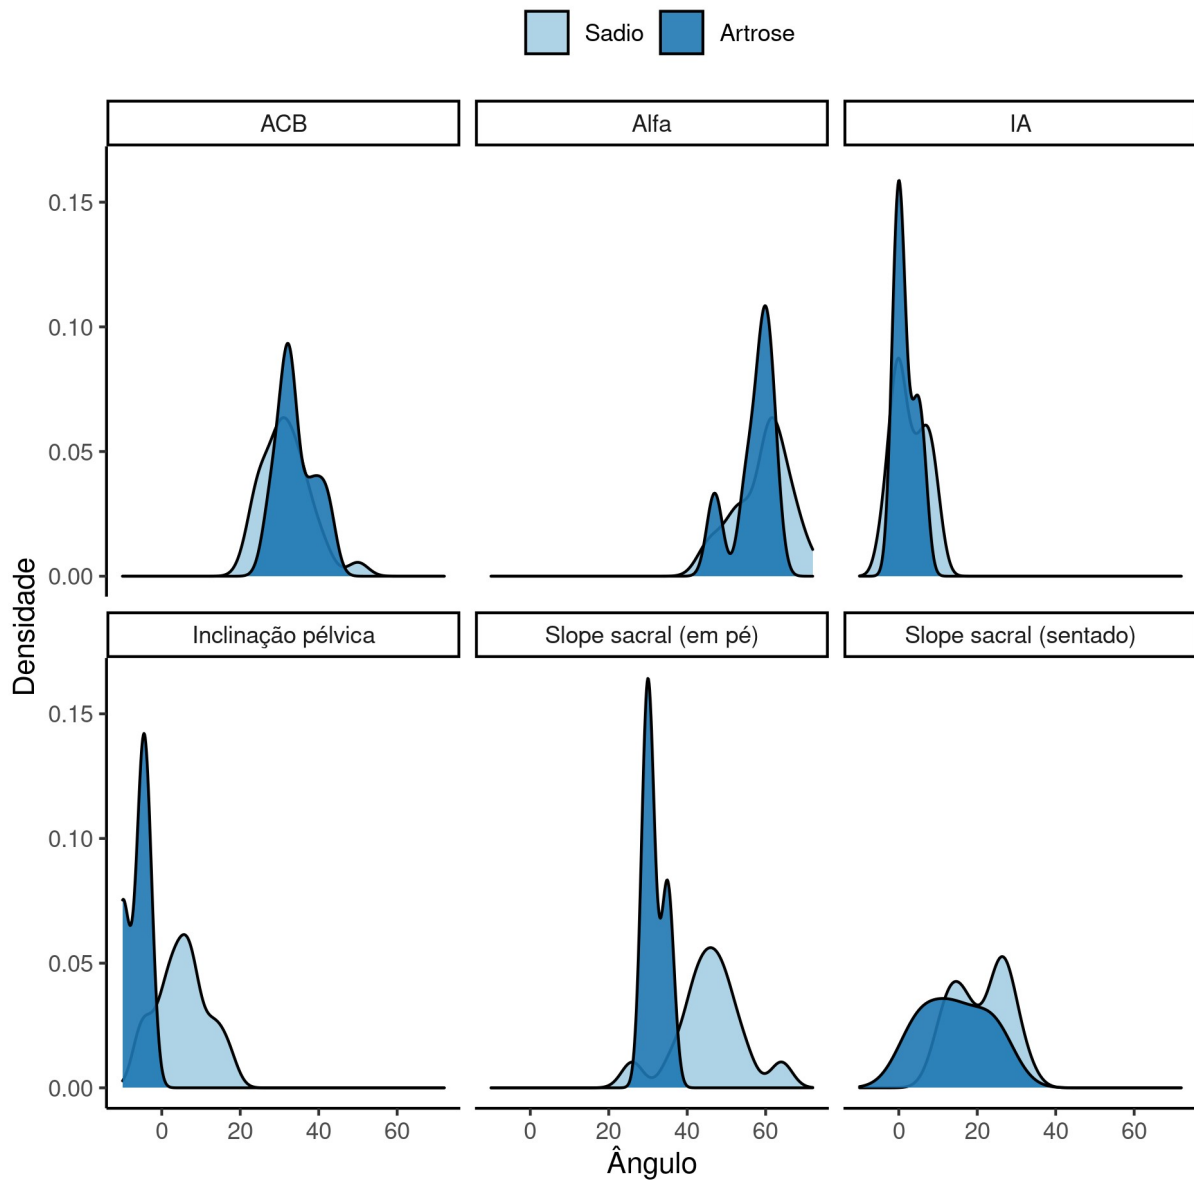 Sadio Artrose
ACB Alfa IA
0.15
0.10
0.05
0.00
Densidade
Inclinação pélvica Slope sacral (em pé) Slope sacral (sentado)
0.15
0.10
0.05
0.00
0 20 40 60 0 20 40 60 0 20 40 60
Ângulo